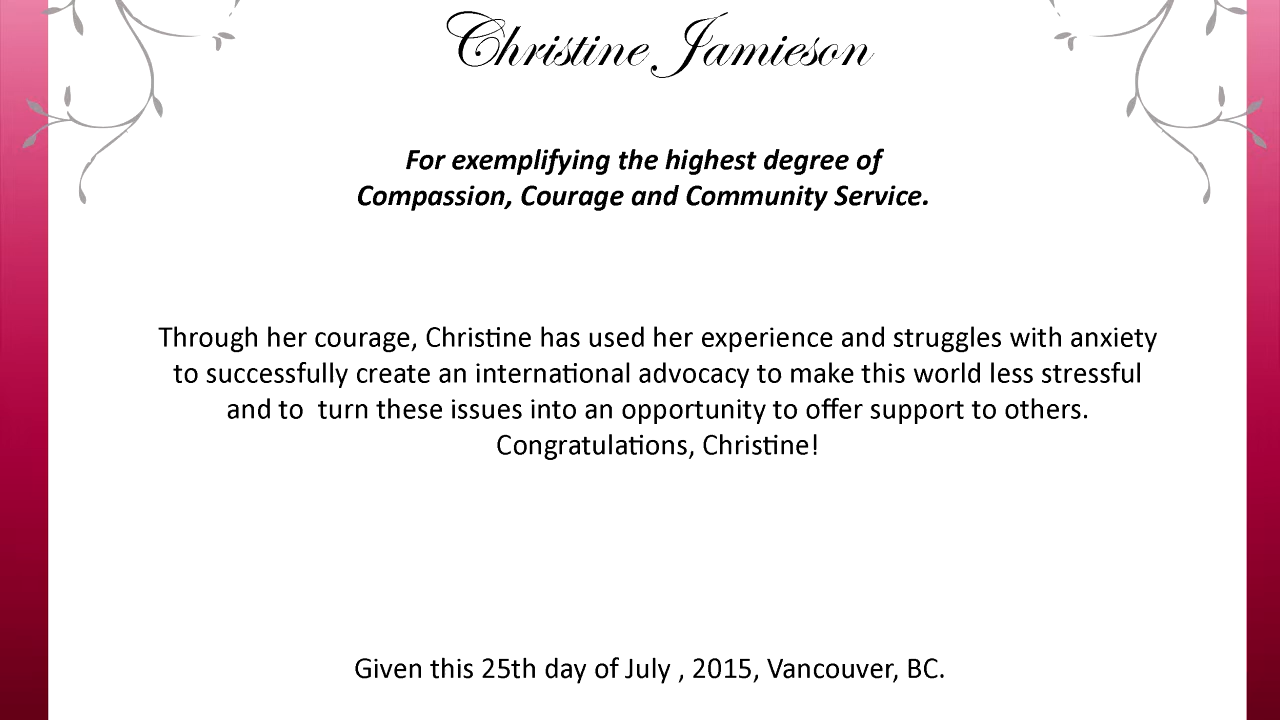 Christine Jamieson
For exemplifying the highest degree of
Compassion, Courage and Community Service.
Through her courage, Christine has used her experience and struggles with anxiety
to successfully create an international advocacy to make this world less stressful
and to  turn these issues into an opportunity to offer support to others.
Congratulations, Christine!
Given this 25th day of July , 2015, Vancouver, BC.